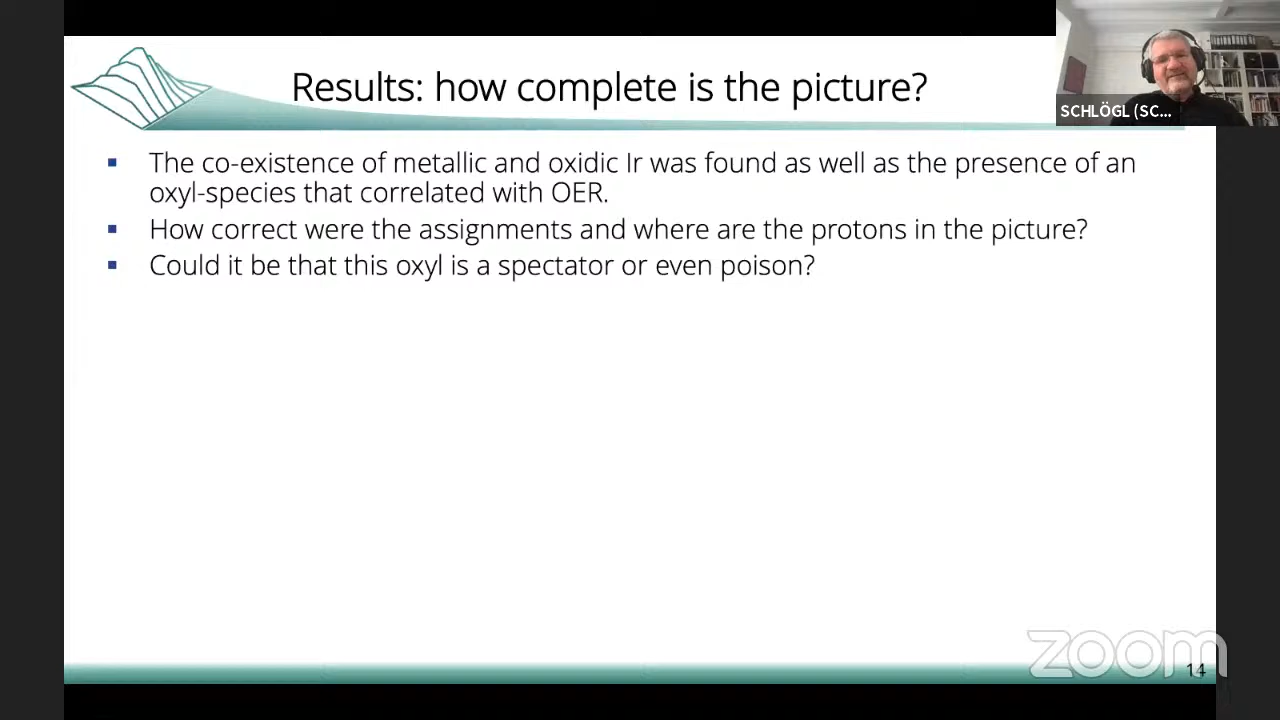 Results: how complete is the picture?
SCHLÖGL (SC...
▪ The co-existence of metallic and oxidic Ir was found as well as the presence of an
oxyl-species that correlated with OER.
▪ How correct were the assignments and where are the protons in the picture?
▪ Could it be that this oxyl is a spectator or even poison?
zoom
14